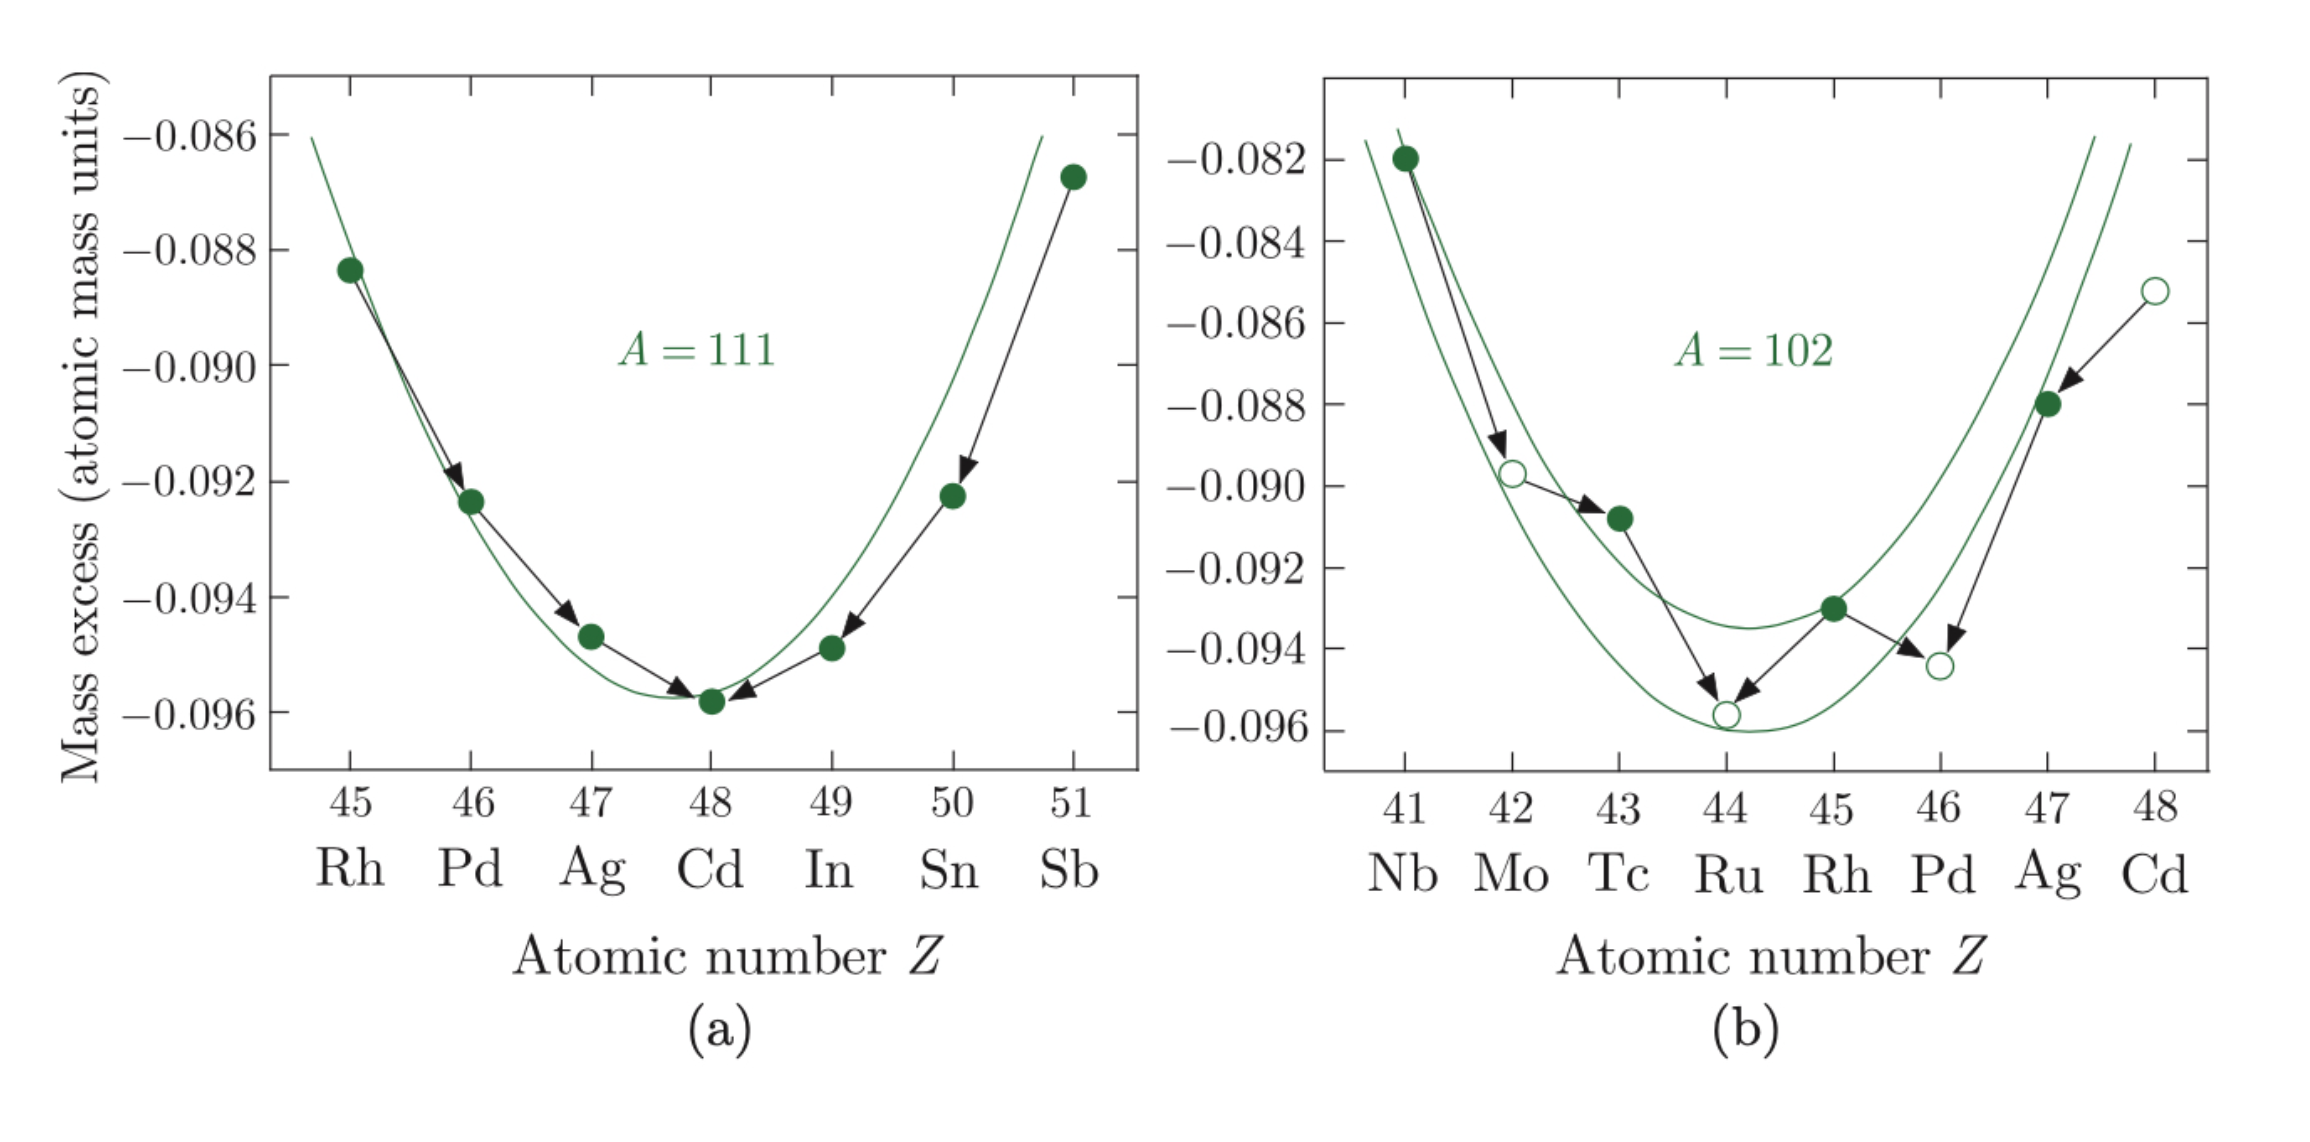 Mass excess (atomic mass units)
−0.086
−0.088
−0.090
−0.092
−0.094
−0.096
A = 111
45 46 47 48 49 50 51
Rh Pd Ag Cd In Sn Sb
Atomic number Z
(a)
−0.082
−0.084
−0.086
−0.088
−0.090
−0.092
−0.094
−0.096
A = 102
41 42 43 44 45 46 47 48
Nb Mo Tc Ru Rh Pd Ag Cd
Atomic number Z
(b)